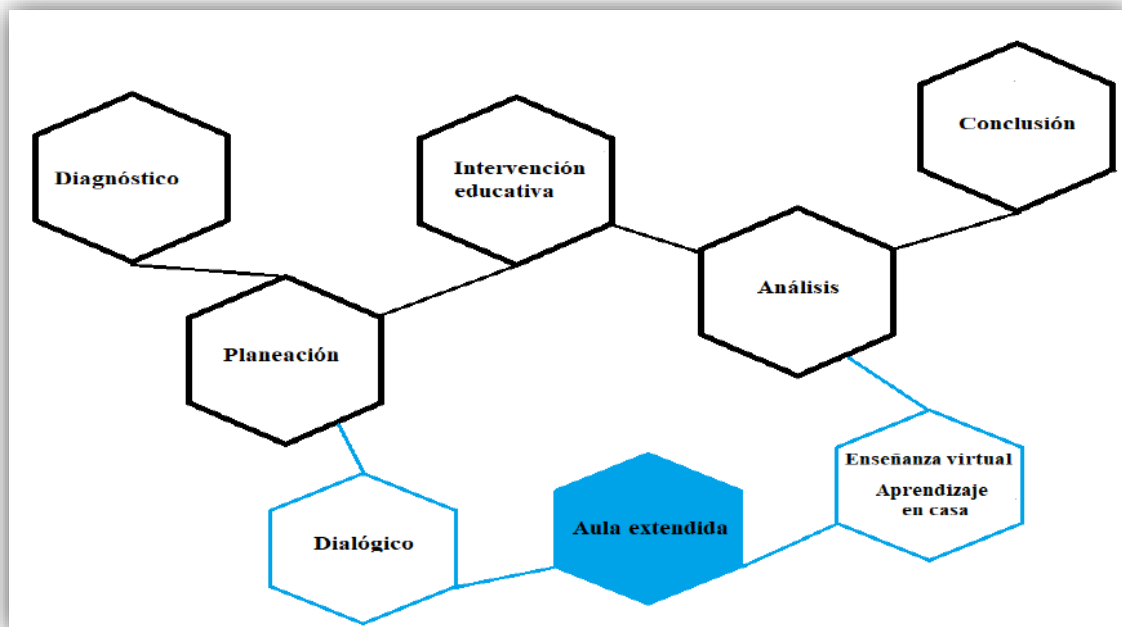 Diagnóstico
Planeación
Intervención
educativa
Análisis
Conclusión
Dialógico
Aula extendida
Enseñanza virtual
Aprendizaje
en casa